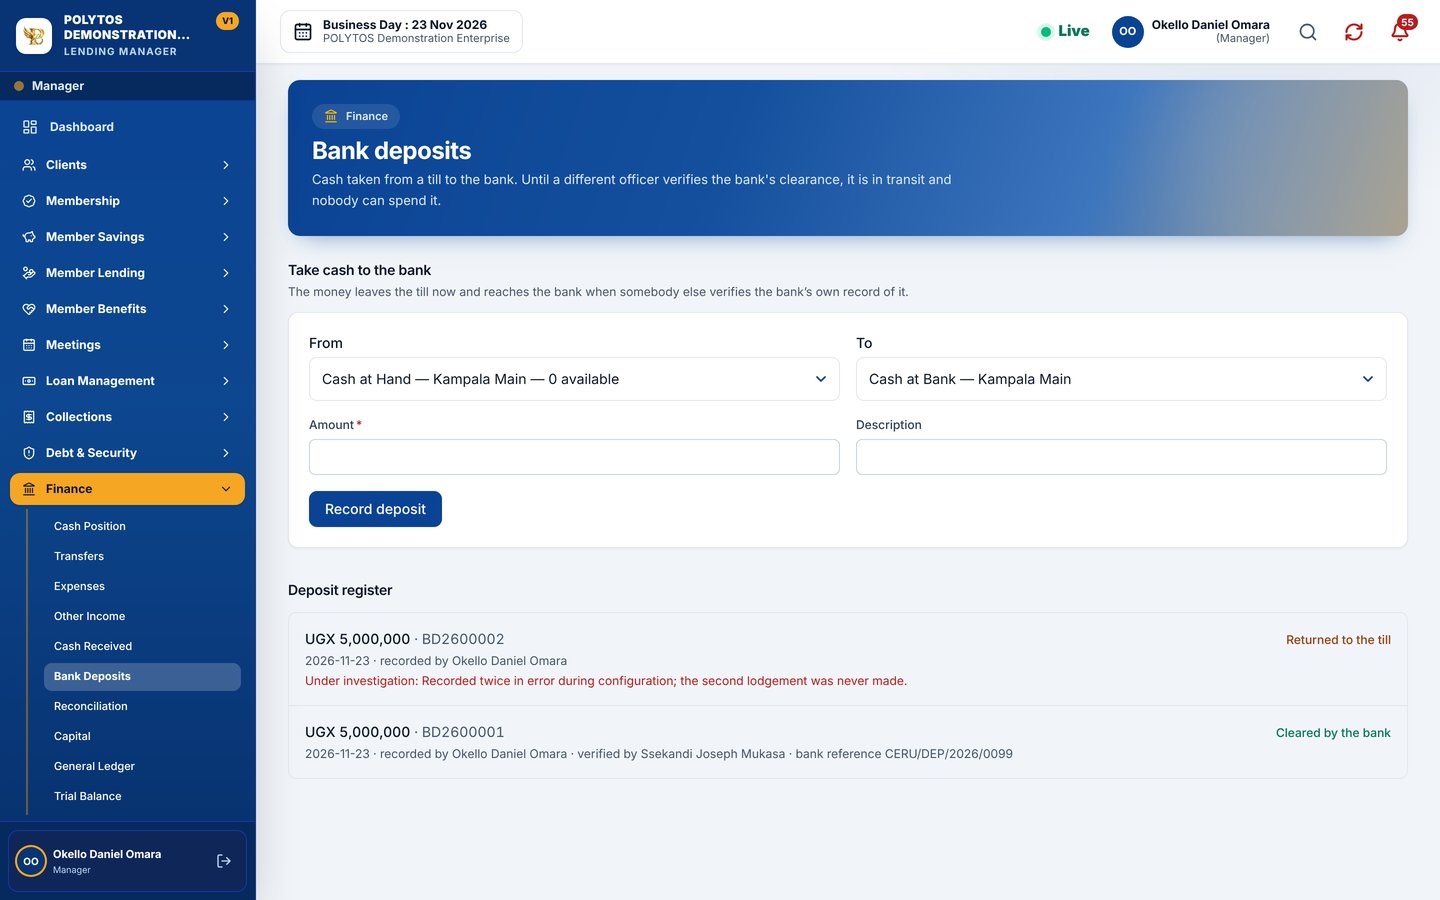 POLYTOS
DEMONSTRATION...
LENDING MANAGER
V1
Manager
Dashboard
Clients
Membership
Member Savings
Member Lending
Member Benefits
Meetings
Loan Management
Collections
Debt & Security
Finance
Cash Position
Transfers
Expenses
Other Income
Cash Received
Bank Deposits
Reconciliation
Capital
General Ledger
Trial Balance
OO
Okello Daniel Omara
Manager
Business Day : 23 Nov 2026
POLYTOS Demonstration Enterprise
Live
OO
Okello Daniel Omara
(Manager)
55
Finance
Bank deposits
Cash taken from a till to the bank. Until a different officer verifies the bank's clearance, it is in transit and
nobody can spend it.
Take cash to the bank
The money leaves the till now and reaches the bank when somebody else verifies the bank’s own record of it.
From
Cash at Hand — Kampala Main — 0 available
To
Cash at Bank — Kampala Main
Amount *
Description
Record deposit
Deposit register
UGX 5,000,000 · BD2600002
Returned to the till
2026-11-23 · recorded by Okello Daniel Omara
Under investigation: Recorded twice in error during configuration; the second lodgement was never made.
UGX 5,000,000 · BD2600001
Cleared by the bank
2026-11-23 · recorded by Okello Daniel Omara · verified by Ssekandi Joseph Mukasa · bank reference CERU/DEP/2026/0099